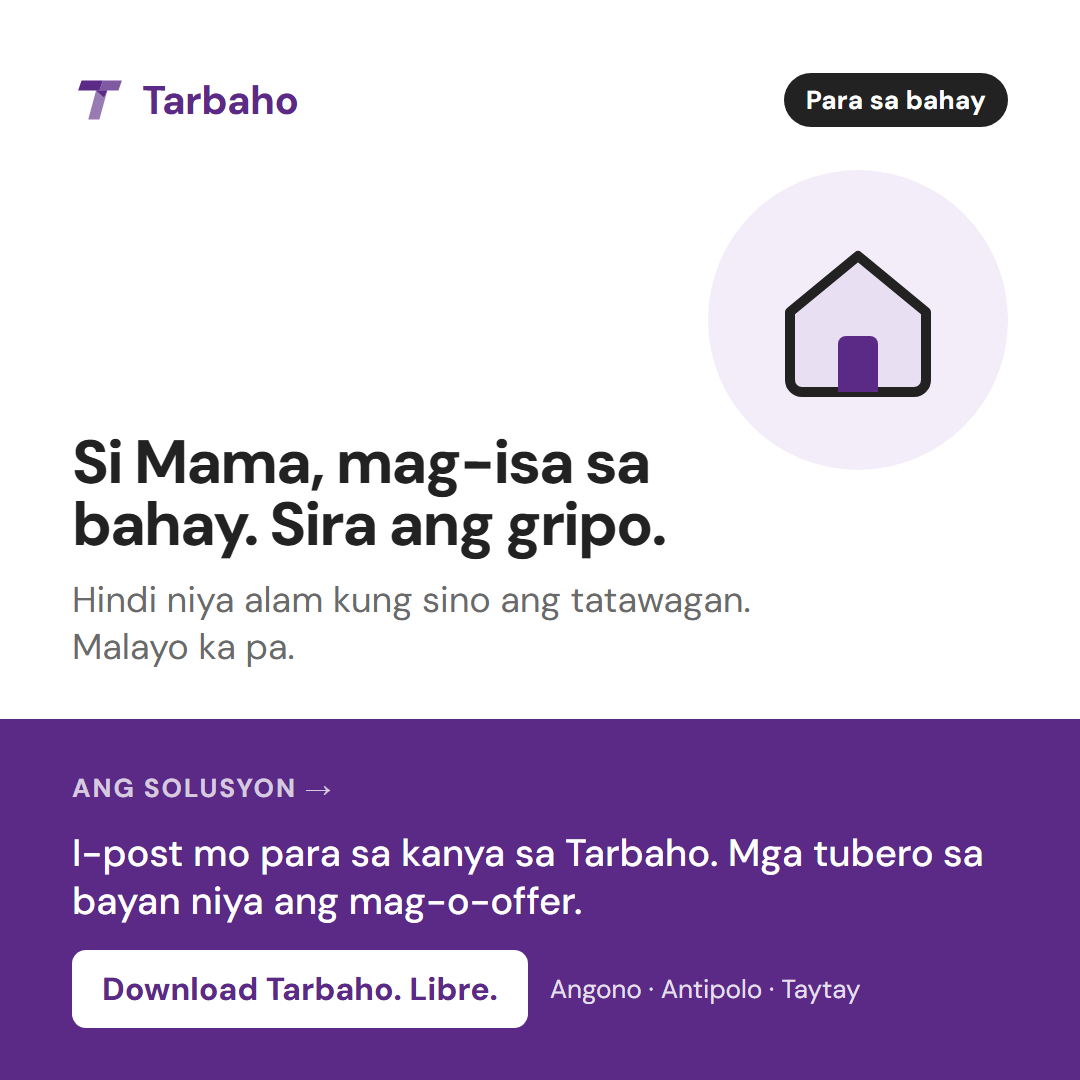 Tarbaho
Para sa bahay
Si Mama, mag-isa sa
bahay. Sira ang gripo.
Hindi niya alam kung sino ang tatawagan.
Malayo ka pa.
ANG SOLUSYON →
I-post mo para sa kanya sa Tarbaho. Mga tubero sa
bayan niya ang mag-o-offer.
Download Tarbaho. Libre.
Angono · Antipolo · Taytay